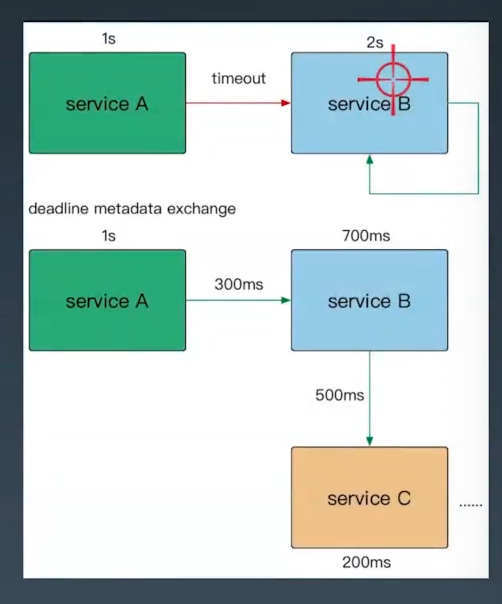 1s
2s
timeout
service A
service B
deadline metadata exchange
1s
700ms
300ms
service A
service B
500ms
service C
......
200ms